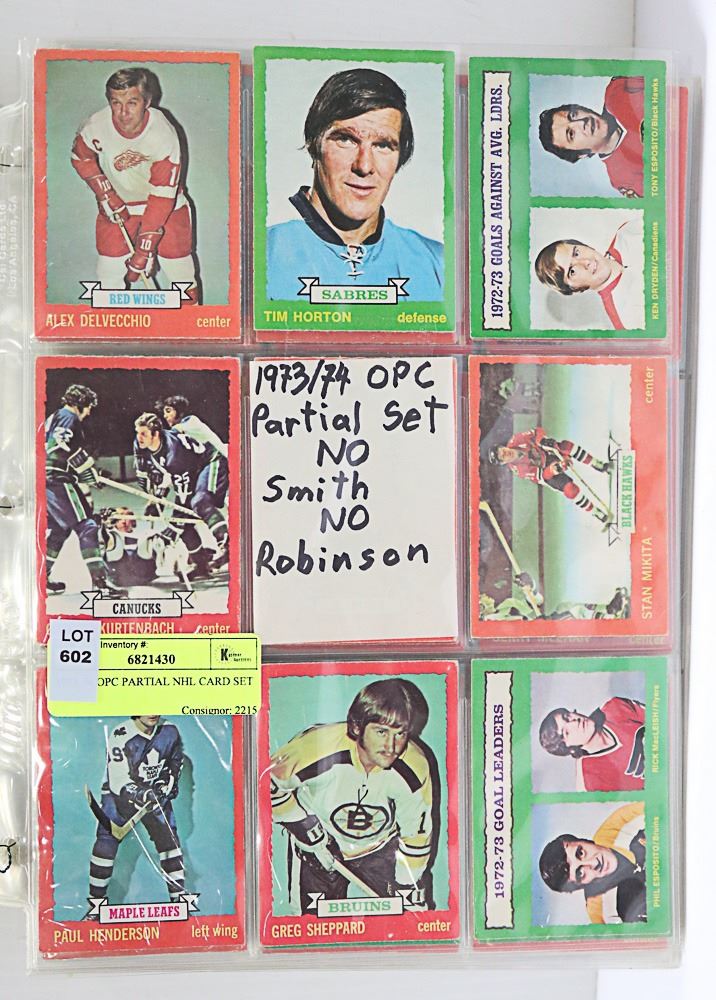 RED WINGS
ALEX DELVECCHIO center
SABRES
TIM HORTON defense
1972-73 GOALS AGAINST AVG. LDRS.
TONY ESPOSITO/Black Hawks
KEN DRYDEN/Canadiens
CANUCKS
KURTENBACH center
1973/74 OPC
Partial Set
NO
Smith
NO
Robinson
BLACK HAWKS
STAN MIKITA center
LOT
602
Inventory #:
6821430
OPC PARTIAL NHL CARD SET
Consignor: 2215
MAPLE LEAFS
PAUL HENDERSON left wing
BRUINS
GREG SHEPPARD center
1972-73 GOAL LEADERS
RICK MacLEISH/Flyers
PHIL ESPOSITO/Bruins